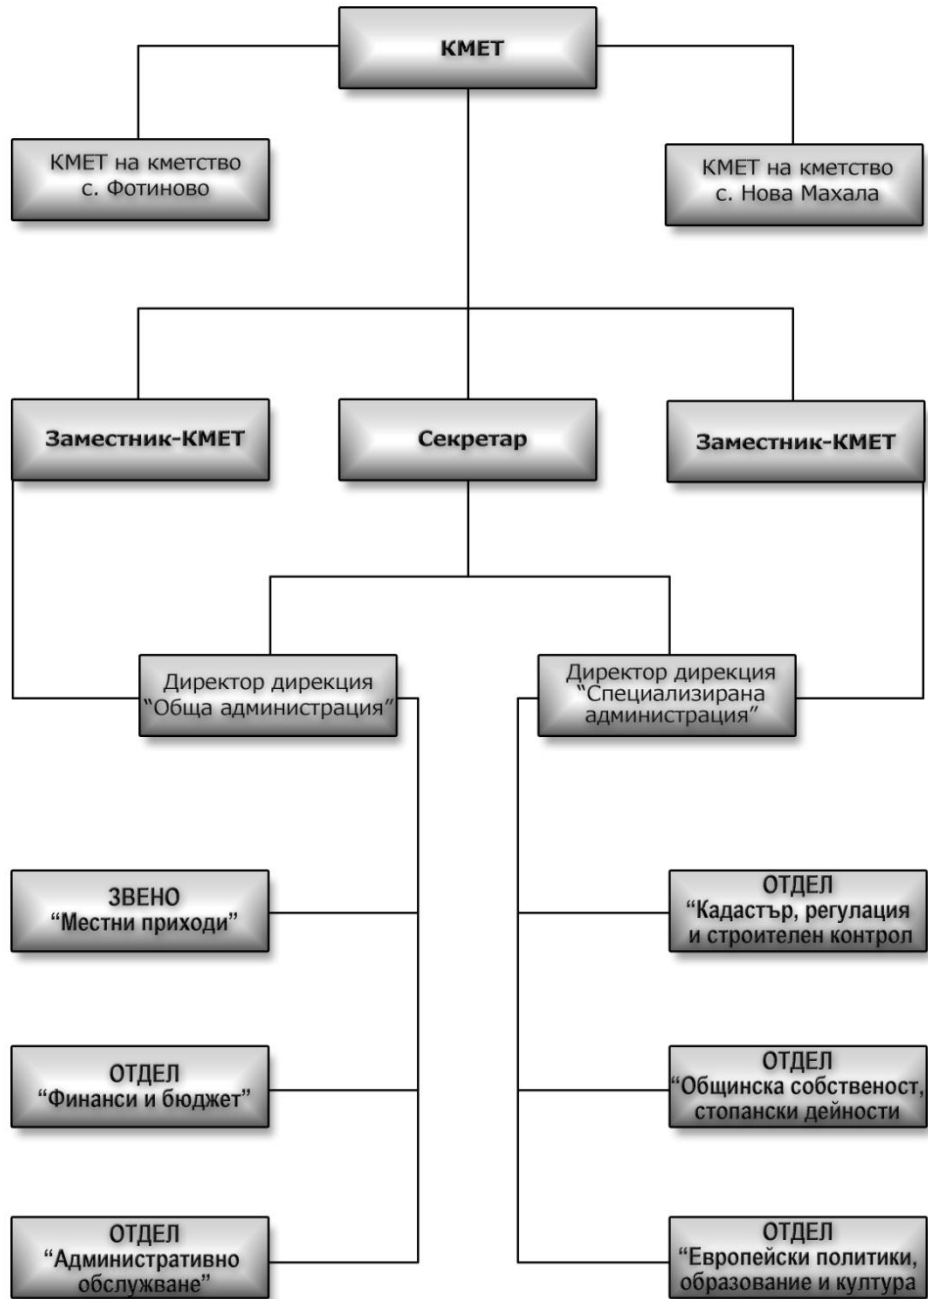 КМЕТ
КМЕТ на кметство
с. Фотиново
КМЕТ на кметство
с. Нова Махала
Заместник-КМЕТ
Секретар
Заместник-КМЕТ
Директор дирекция
“Обща администрация”
Директор дирекция
“Специализирана
администрация”
ЗВЕНО
“Местни приходи”
ОТДЕЛ
“Кадастър, регулация
и строителен контрол
ОТДЕЛ
“Финанси и бюджет”
ОТДЕЛ
“Общинска собственост,
стопански дейности
ОТДЕЛ
“Административно
обслужване”
ОТДЕЛ
“Европейски политики,
образование и култура